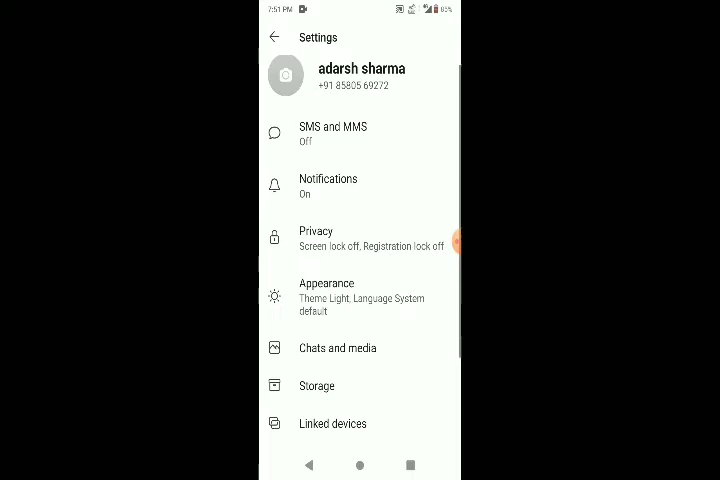 7:51 PM
86%
Settings
adarsh sharma
+91 85805 69272
SMS and MMS
Off
Notifications
On
Privacy
Screen lock off, Registration lock off
Appearance
Theme Light, Language System
default
Chats and media
Storage
Linked devices